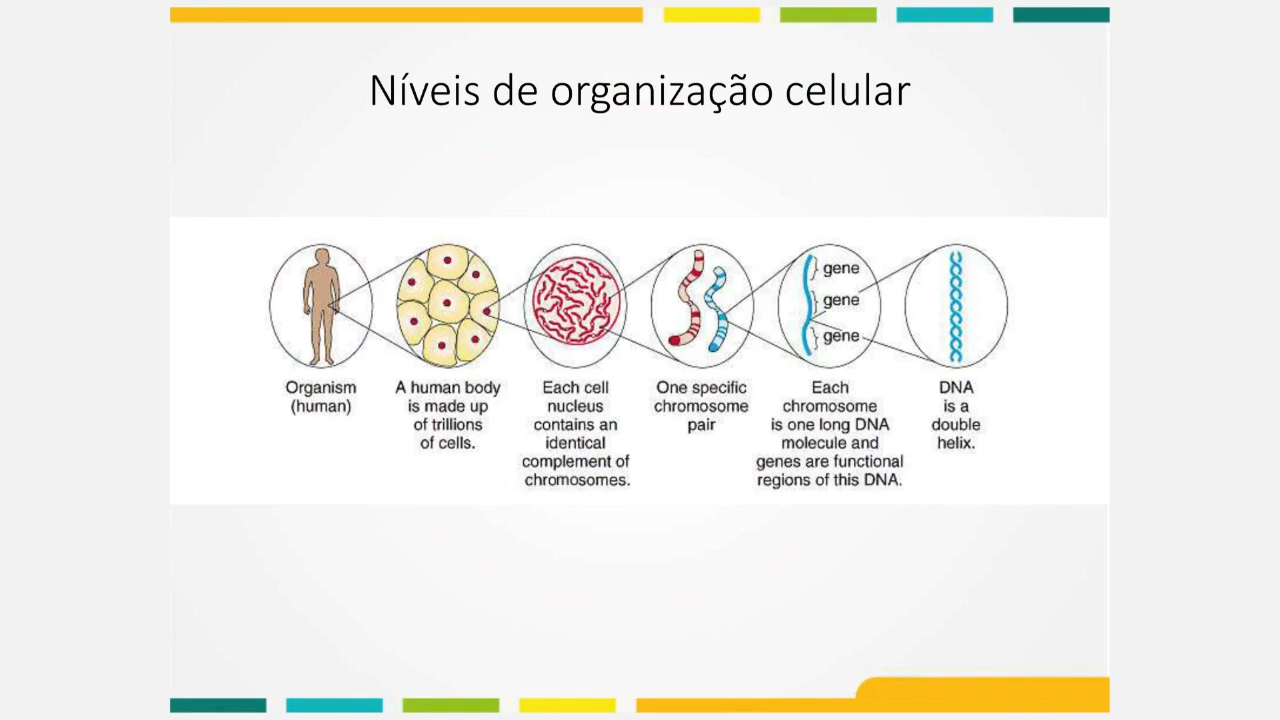 Níveis de organização celular
gene
gene
gene
Organism
(human)
A human body
is made up
of trillions
of cells.
Each cell
nucleus
contains an
identical
complement of
chromosomes.
One specific
chromosome
pair
Each
chromosome
is one long DNA
molecule and
genes are functional
regions of this DNA.
DNA
is a
double
helix.